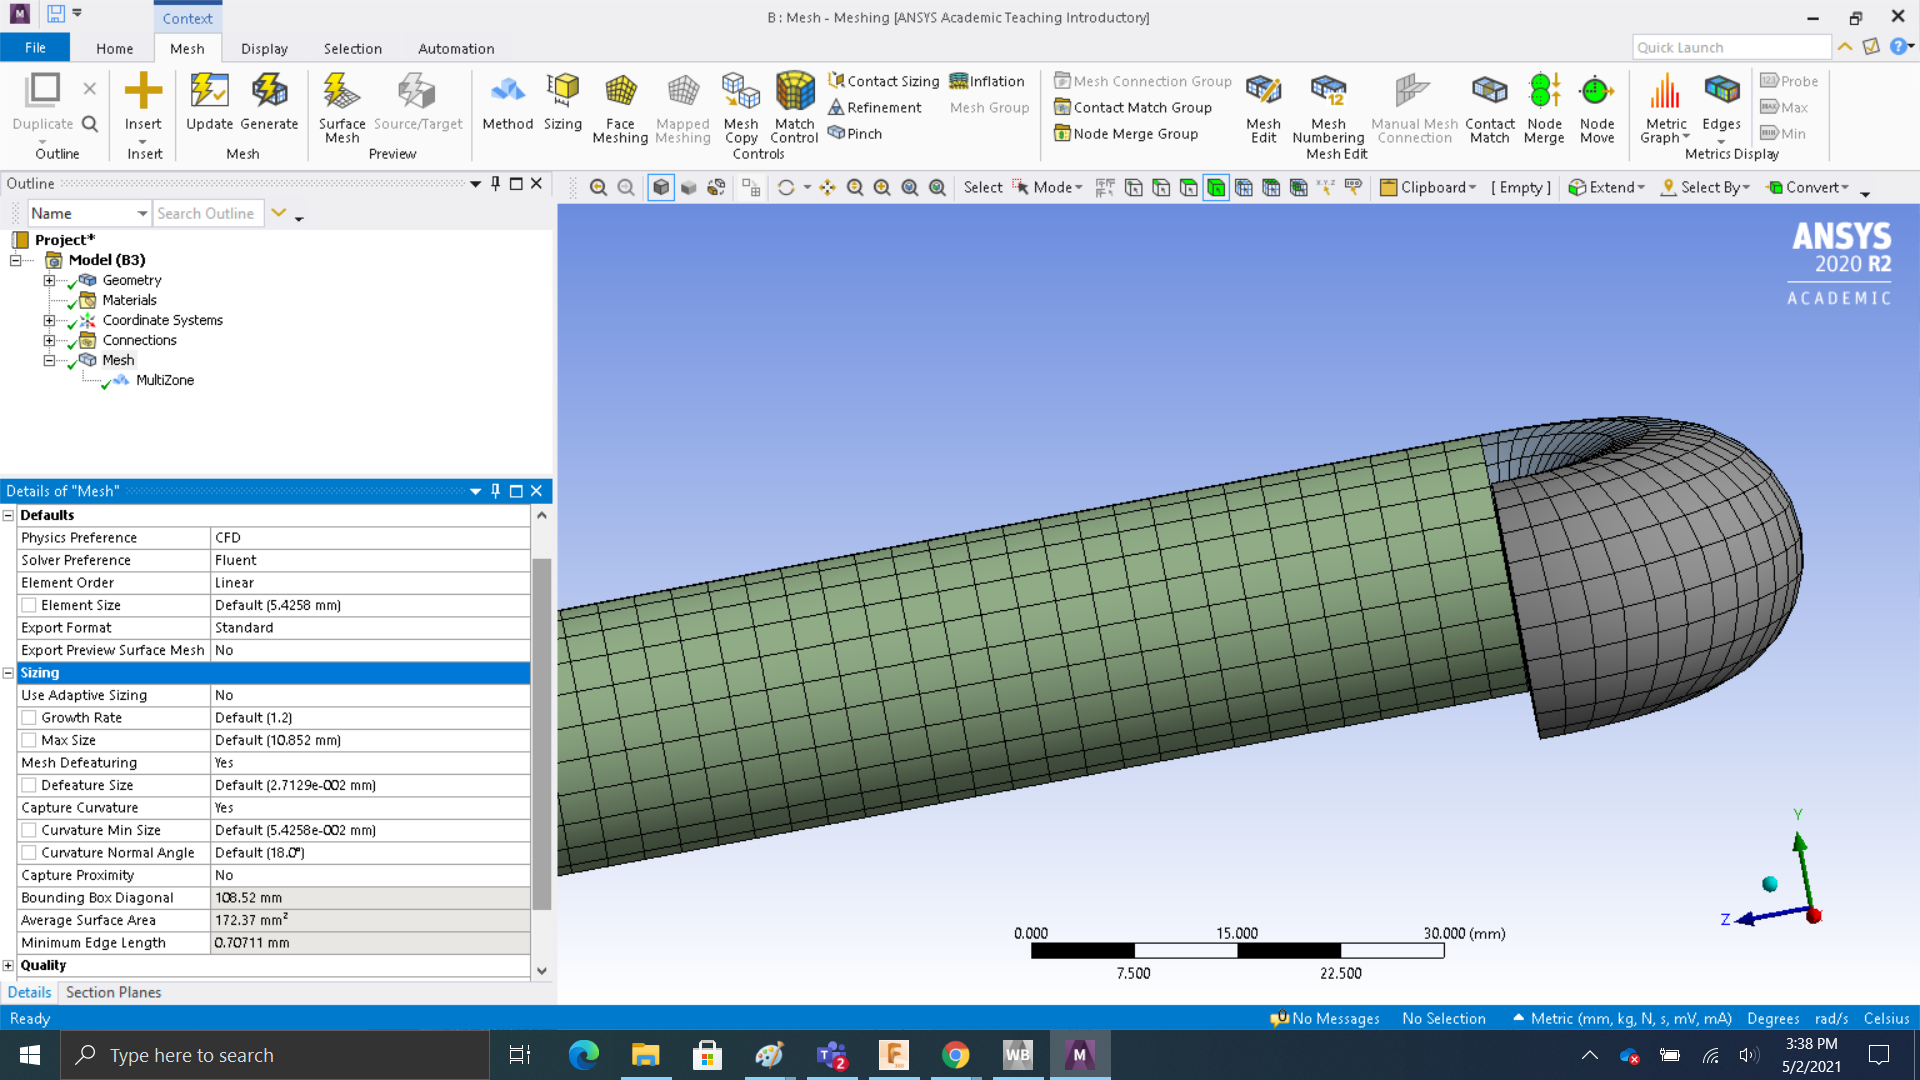 Context
B : Mesh - Meshing [ANSYS Academic Teaching Introductory]
File Home Mesh Display Selection Automation
Quick Launch
Duplicate
Outline
Insert
Insert
Update Generate
Mesh
Surface Mesh
Source/Target
Preview
Method Sizing
Face Meshing
Mapped Meshing
Mesh Copy
Match Control
Contact Sizing
Refinement
Pinch
Inflation
Mesh Group
Controls
Mesh Connection Group
Contact Match Group
Node Merge Group
Mesh Edit
Mesh Numbering
Manual Mesh Connection
Contact Match
Node Merge
Node Move
Mesh Edit
Metric Graph
Edges
Probe
Max
Min
Metrics Display
Outline
Name
Search Outline
Select Mode Clipboard [ Empty ] Extend Select By Convert
Project*
Model (B3)
Geometry
Materials
Coordinate Systems
Connections
Mesh
MultiZone
Details of "Mesh"
Defaults
Physics Preference CFD
Solver Preference Fluent
Element Order Linear
Element Size Default (5.4258 mm)
Export Format Standard
Export Preview Surface Mesh No
Sizing
Use Adaptive Sizing No
Growth Rate Default (1.2)
Max Size Default (10.852 mm)
Mesh Defeaturing Yes
Defeature Size Default (2.7129e-002 mm)
Capture Curvature Yes
Curvature Min Size Default (5.4258e-002 mm)
Curvature Normal Angle Default (18.0°)
Capture Proximity No
Bounding Box Diagonal 108.52 mm
Average Surface Area 172.37 mm²
Minimum Edge Length 0.70711 mm
Quality
Details Section Planes
ANSYS
2020 R2
ACADEMIC
Y
Z
0.000 15.000 30.000 (mm)
7.500 22.500
Ready
0 No Messages No Selection Metric (mm, kg, N, s, mV, mA) Degrees rad/s Celsius
Type here to search
2
WB
M
3:38 PM
5/2/2021